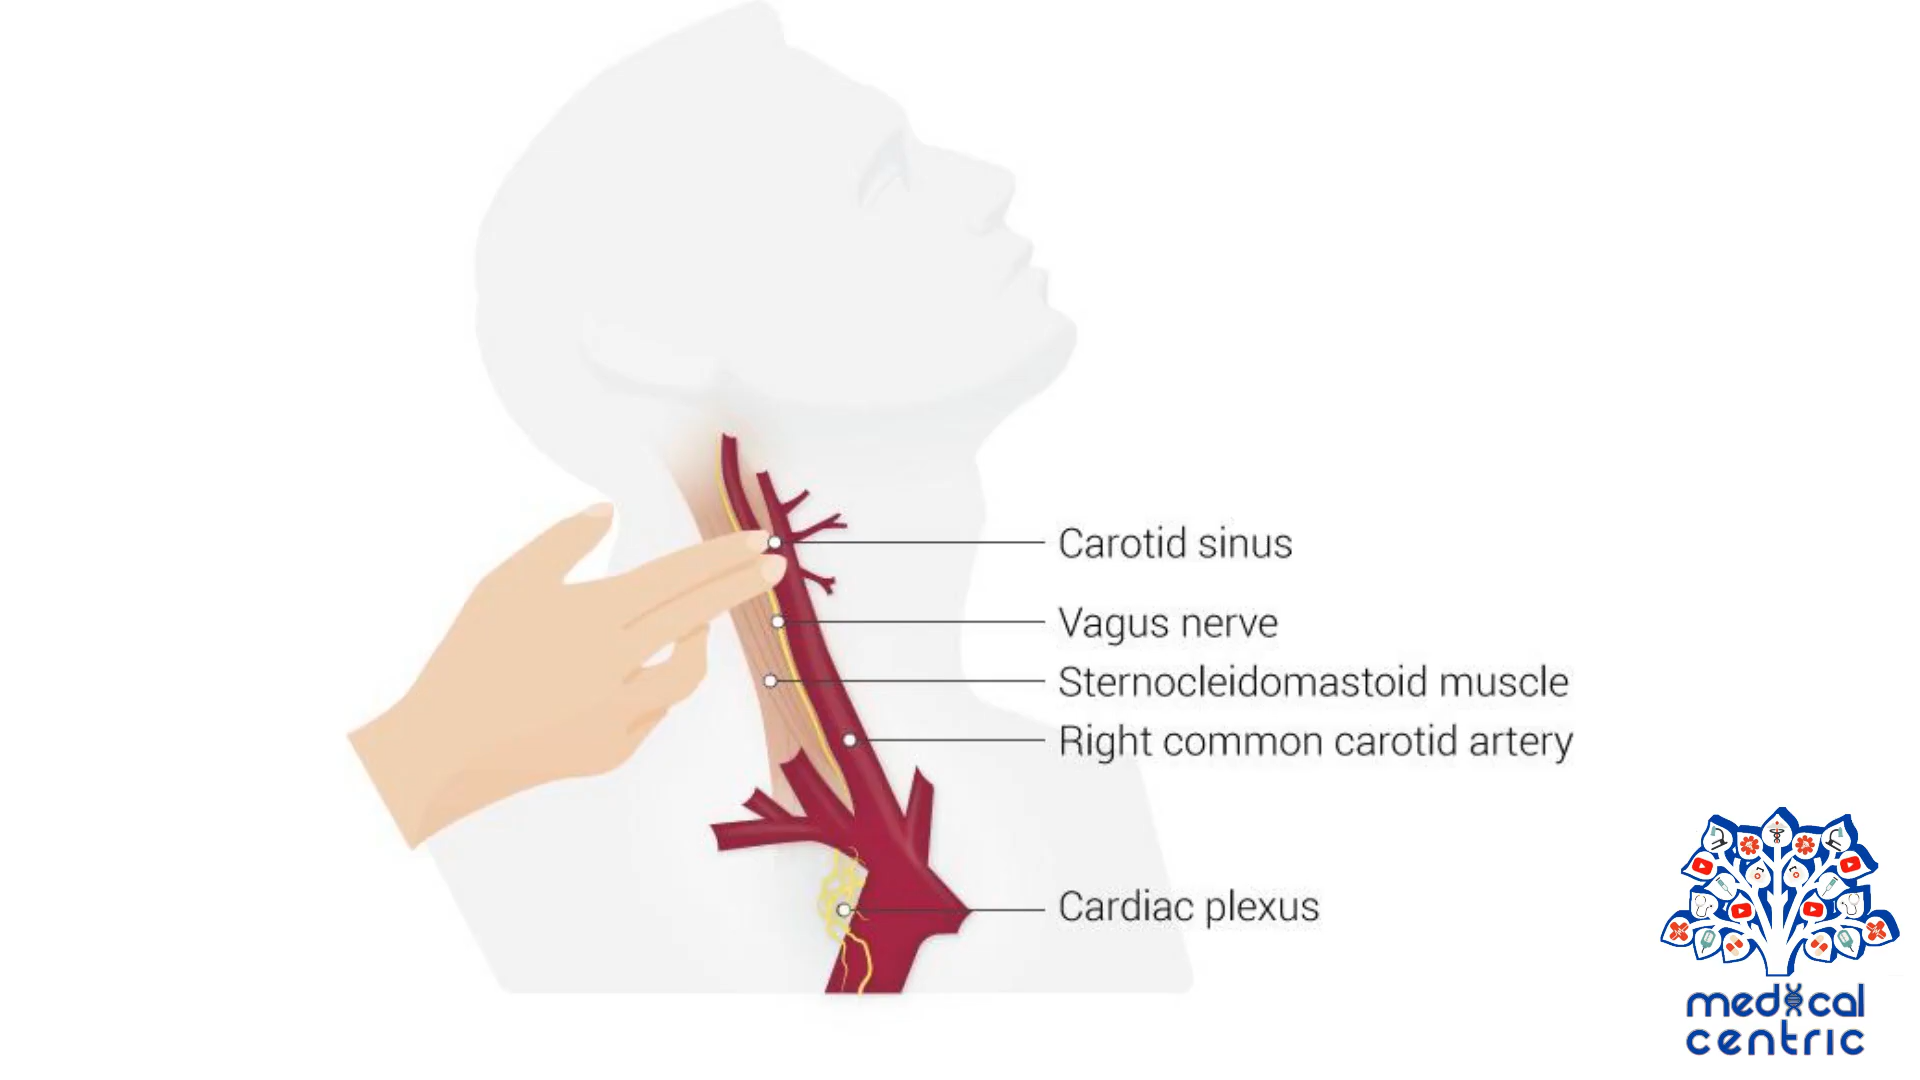 Carotid sinus
Vagus nerve
Sternocleidomastoid muscle
Right common carotid artery
Cardiac plexus
medical
centric